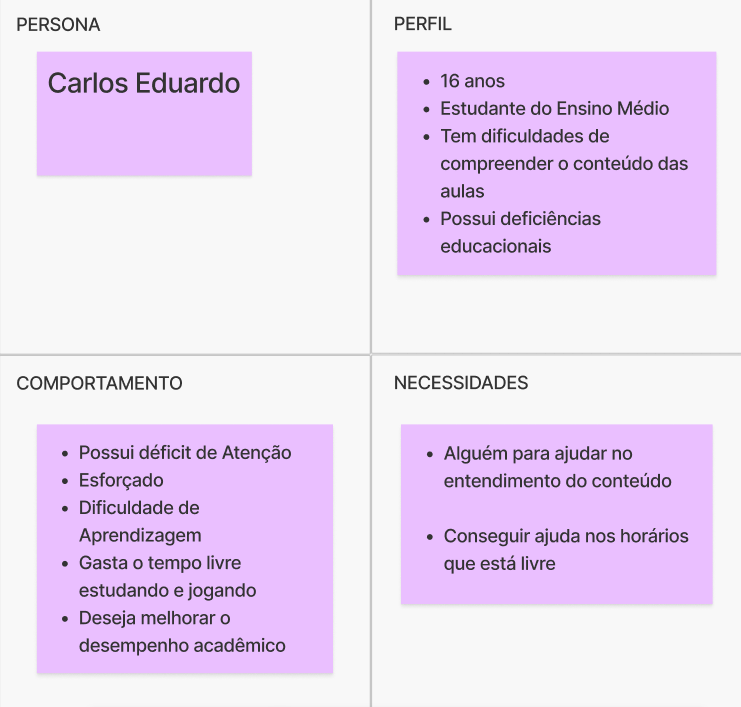 PERSONA
Carlos Eduardo
PERFIL
• 16 anos
• Estudante do Ensino Médio
• Tem dificuldades de
compreender o conteúdo das
aulas
• Possui deficiências
educacionais
COMPORTAMENTO
• Possui déficit de Atenção
• Esforçado
• Dificuldade de
Aprendizagem
• Gasta o tempo livre
estudando e jogando
• Deseja melhorar o
desempenho acadêmico
NECESSIDADES
• Alguém para ajudar no
entendimento do conteúdo
• Conseguir ajuda nos horários
que está livre